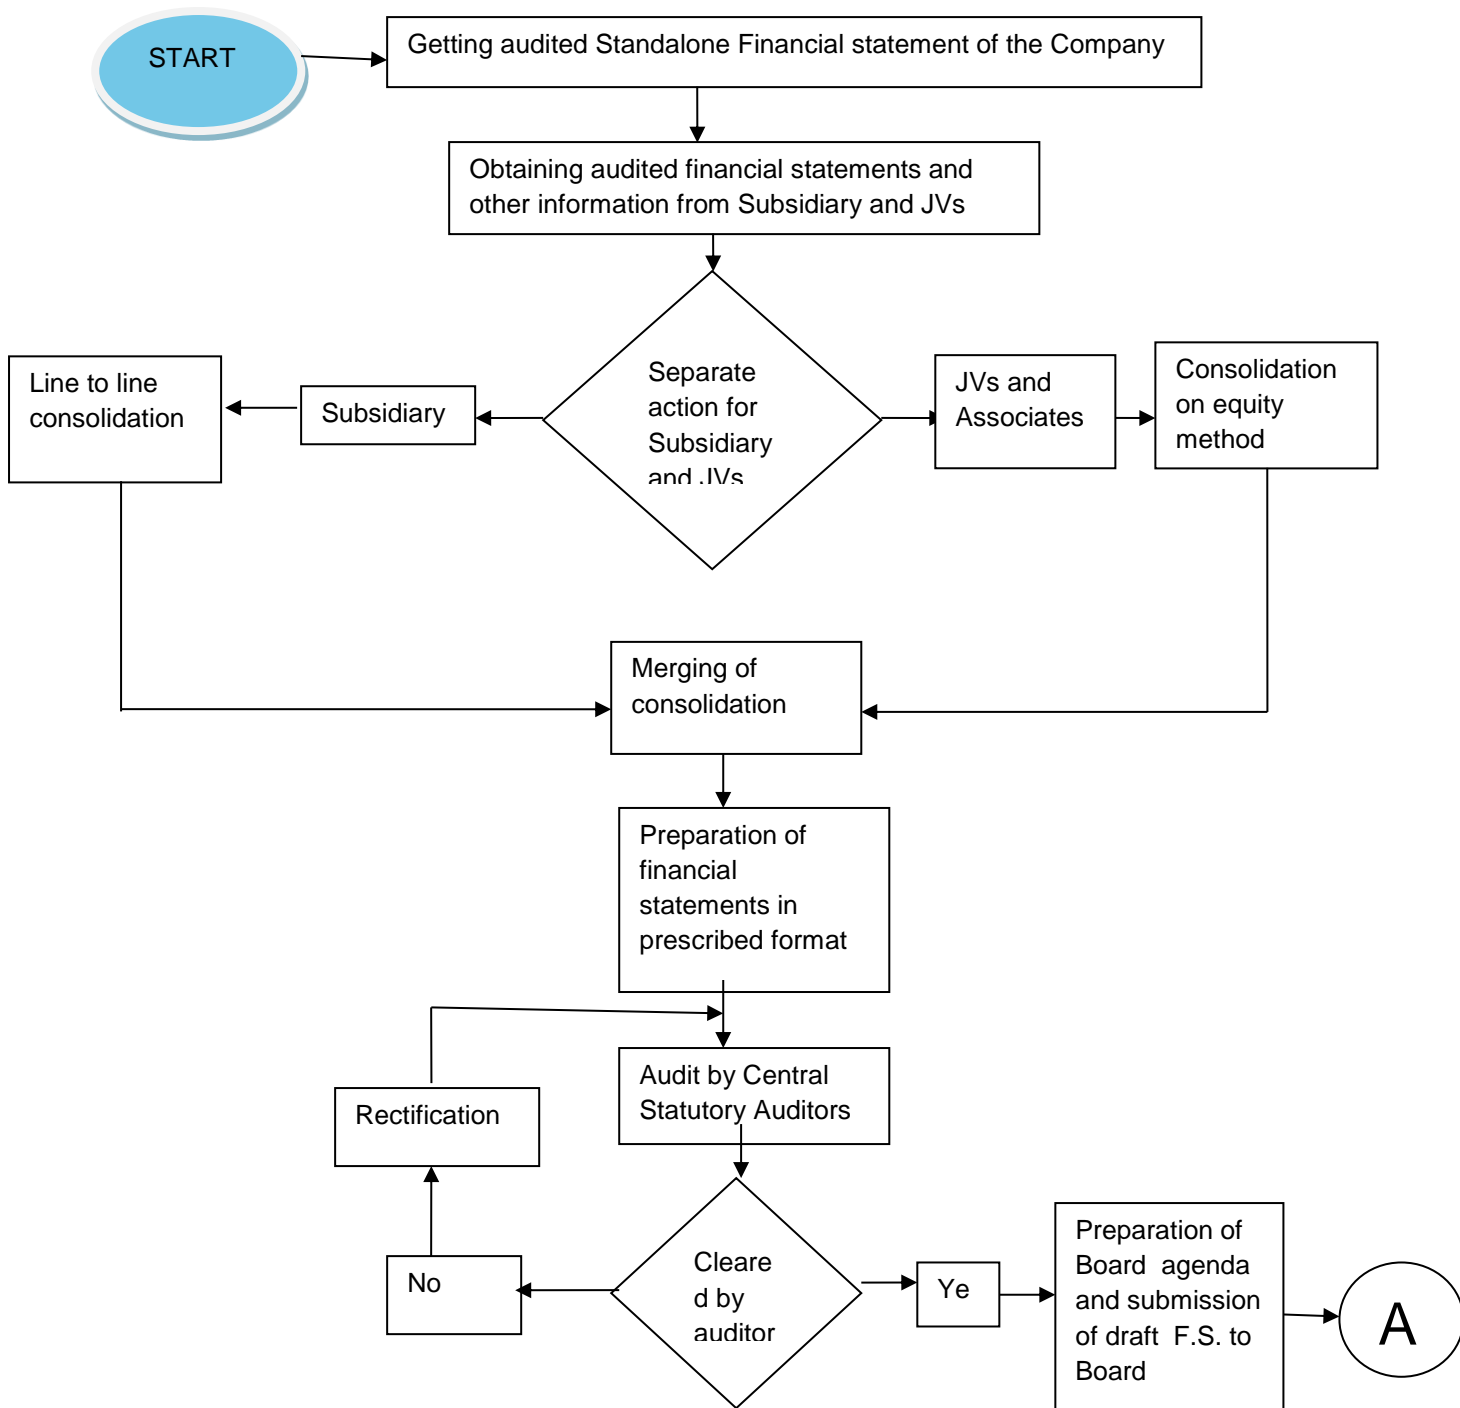 START
Getting audited Standalone Financial statement of the Company
Obtaining audited financial statements and
other information from Subsidiary and JVs
Line to line
consolidation
Subsidiary
Separate
action for
Subsidiary
and JVs
JVs and
Associates
Consolidation
on equity
method
Merging of
consolidation
Preparation of
financial
statements in
prescribed format
Audit by Central
Statutory Auditors
Rectification
No
Cleare
d by
auditor
Ye
Preparation of
Board agenda
and submission
of draft F.S. to
Board
A